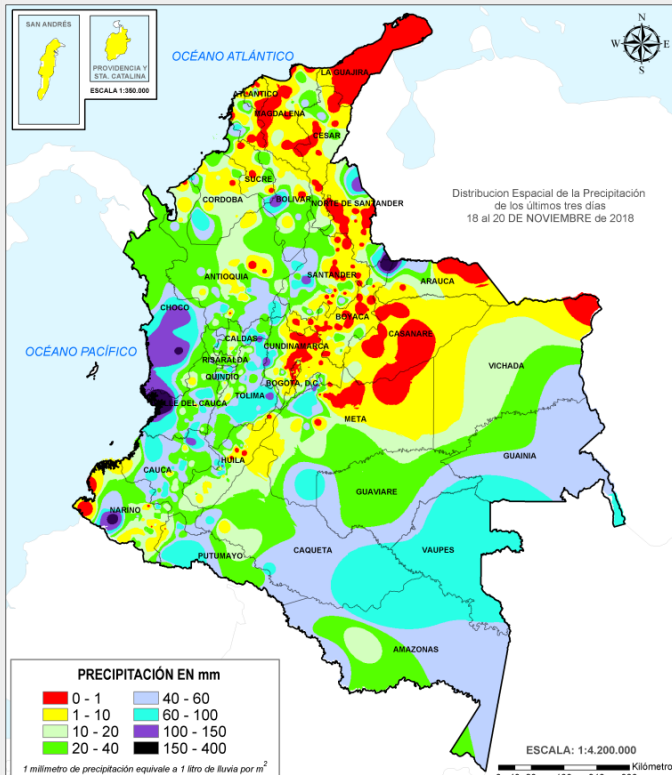 SAN ANDRÉS
PROVIDENCIA Y
STA. CATALINA
ESCALA 1:350.000
OCÉANO ATLÁNTICO
N
W
E
S
LA GUAJIRA
ATLANTICO
MAGDALENA
CESAR
SUCRE
CORDOBA
BOLIVAR
NORTE DE SANTANDER
Distribucion Espacial de la Precipitación
de los últimos tres días
18 al 20 DE NOVIEMBRE de 2018
ANTIOQUIA
SANTANDER
ARAUCA
CHOCO
BOYACA
CASANARE
OCÉANO PACÍFICO
CALDAS
CUNDINAMARCA
RISARALDA
VICHADA
QUINDIO
BOGOTA, D.C.
TOLIMA
E DEL CAUCA
META
GUAINIA
HUILA
CAUCA
GUAVIARE
NARIÑO
PUTUMAYO
CAQUETA
VAUPES
AMAZONAS
PRECIPITACIÓN EN mm
0 - 1
40 - 60
1 - 10
60 - 100
10 - 20
100 - 150
20 - 40
150 - 400
1 milimetro de precipitación equivale a 1 litro de lluvia por m²
ESCALA: 1:4.200.000
Kilómetro